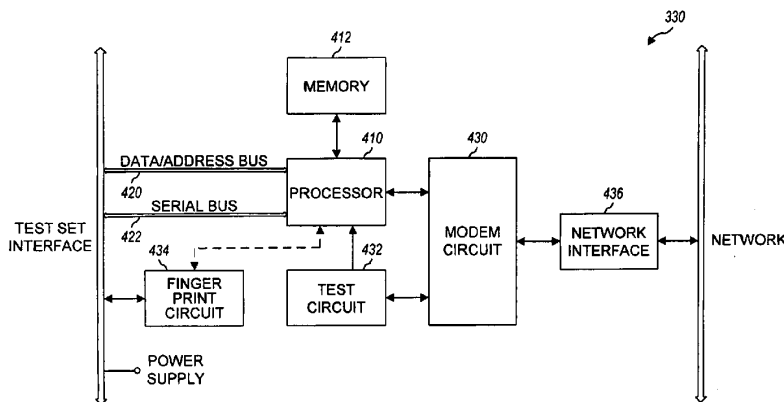 330
412
MEMORY
410
430
DATA/ADDRESS BUS
420
PROCESSOR
436
SERIAL BUS
422
TEST SET
INTERFACE
MODEM
CIRCUIT
NETWORK
INTERFACE
NETWORK
434
432
FINGER
PRINT
CIRCUIT
TEST
CIRCUIT
POWER
SUPPLY